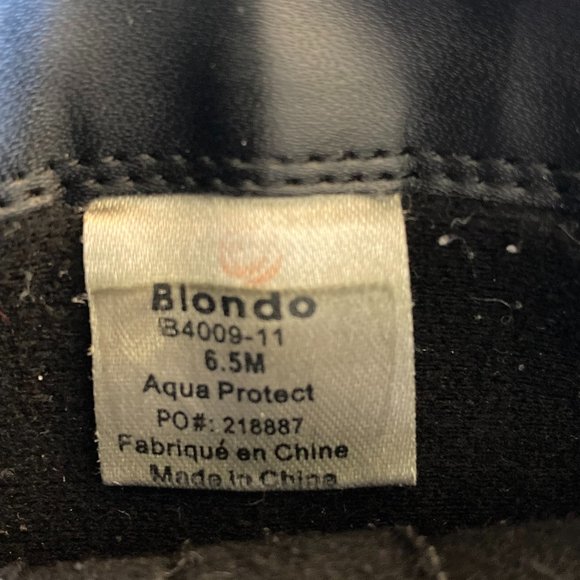 Blondo
B4009-11
6.5M
Aqua Protect
PO#: 218887
Fabriqué en Chine
Made in China